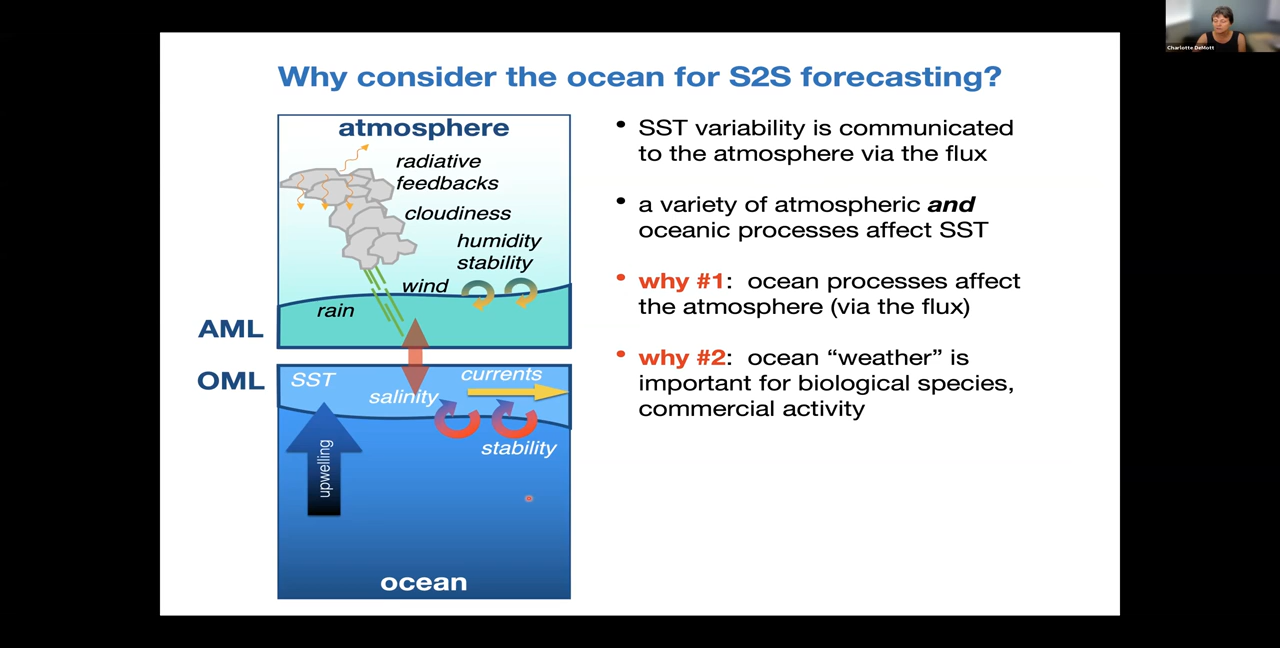 Charlotte DeMott
Why consider the ocean for S2S forecasting?
atmosphere
radiative
feedbacks
cloudiness
humidity
stability
wind
rain
AML
OML
SST
currents
salinity
stability
upwelling
ocean
• SST variability is communicated
to the atmosphere via the flux
• a variety of atmospheric and
oceanic processes affect SST
• why #1: ocean processes affect
the atmosphere (via the flux)
• why #2: ocean “weather” is
important for biological species,
commercial activity